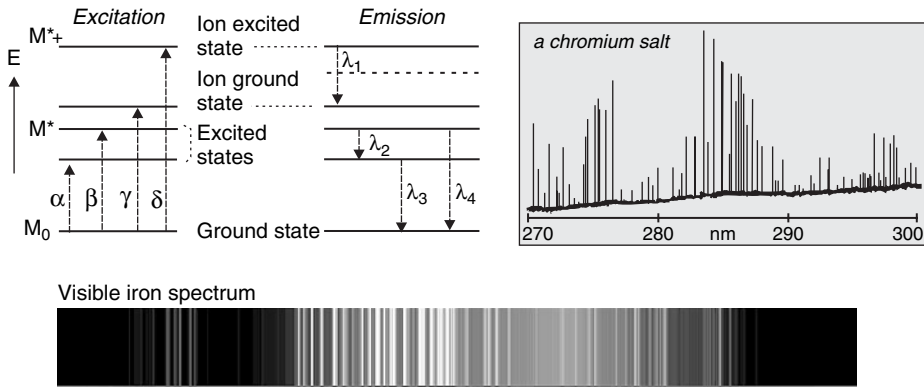 Excitation
M*+
E
M*
M₀
α β γ δ
Ion excited
state
Ion ground
state
Excited
states
Ground state
Emission
λ₁
λ₂
λ₃
λ₄
a chromium salt
270 280 nm 290 300
Visible iron spectrum